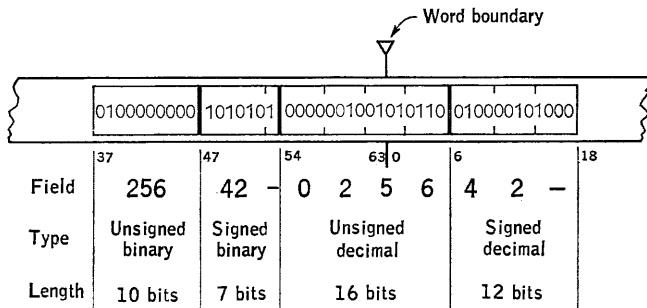 Word boundary
0100000000 1010101 0000001001010110 010000101000
37 47 54 63 0 6 18
Field 256 42 - 0 2 5 6 4 2 -
Type Unsigned binary Signed binary Unsigned decimal Signed decimal
Length 10 bits 7 bits 16 bits 12 bits